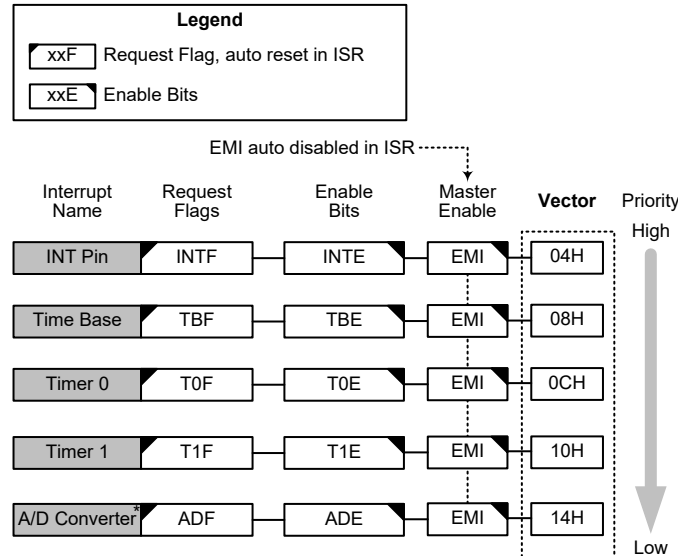 Legend
xxF Request Flag, auto reset in ISR
xxE Enable Bits
EMI auto disabled in ISR
Interrupt Name Request Flags Enable Bits Master Enable Vector Priority
High
INT Pin INTF INTE EMI 04H
Time Base TBF TBE EMI 08H
Timer 0 T0F T0E EMI 0CH
Timer 1 T1F T1E EMI 10H
A/D Converter* ADF ADE EMI 14H
Low